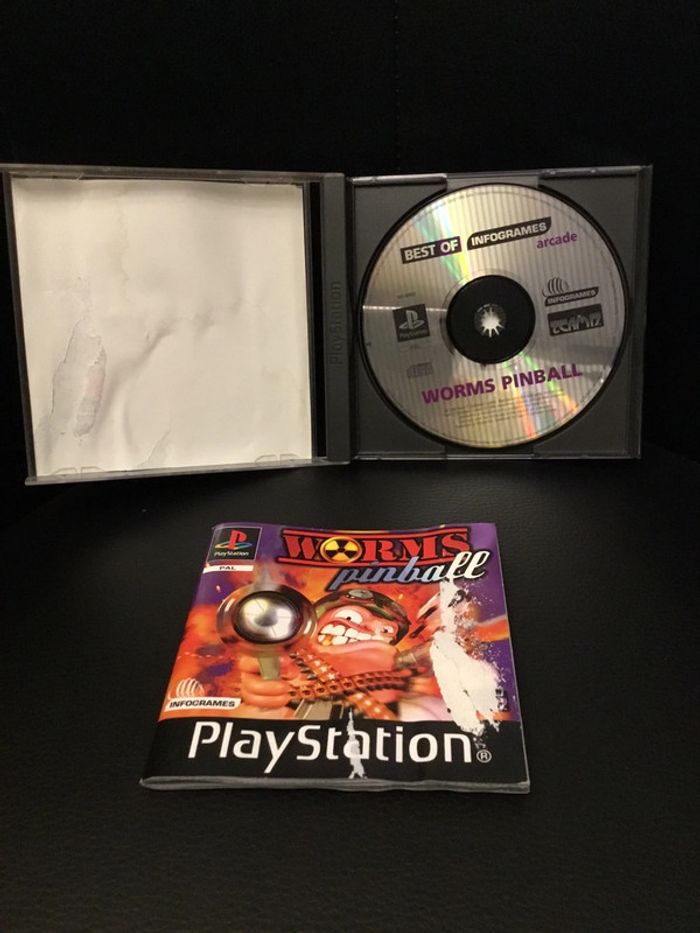 PlayStation
BEST OF INFOGRAMES
arcade
INFOGRAMES
TEAM17
PlayStation
WORMS PINBALL
PlayStation
PAL
WORMS
pinball
INFOGRAMES
PlayStation®